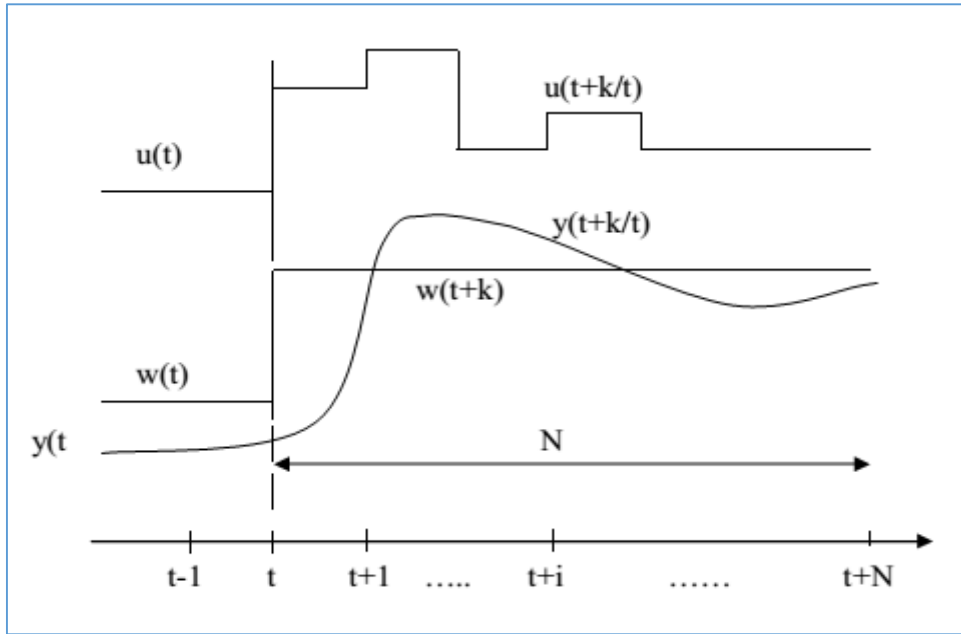 u(t+k/t)
u(t)
y(t+k/t)
w(t+k)
w(t)
y(t
N
t-1 t t+1 ..... t+i ...... t+N